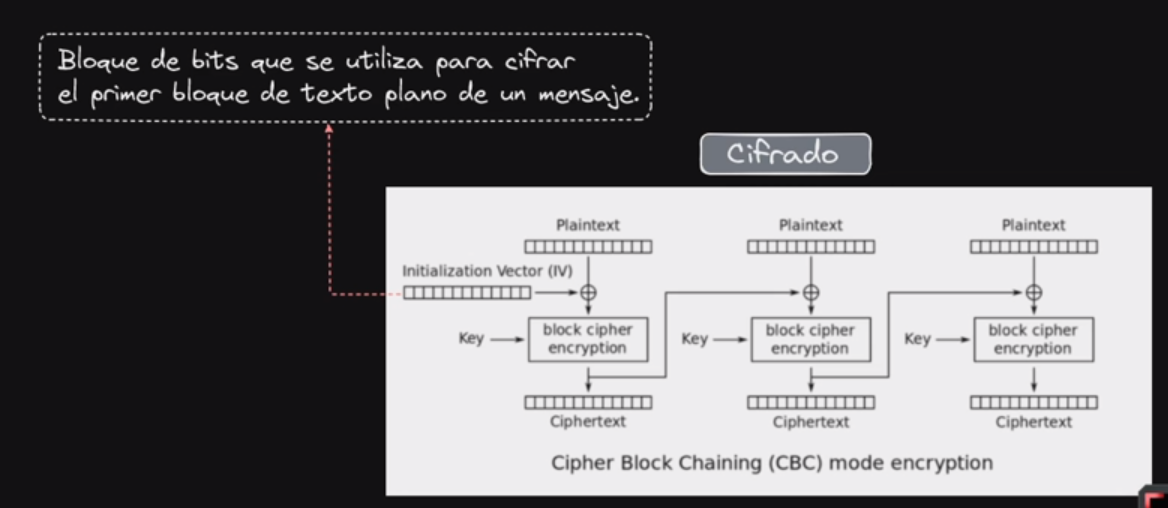 Bloque de bits que se utiliza para cifrar
el primer bloque de texto plano de un mensaje.
Cifrado
Plaintext
Plaintext
Plaintext
Initialization Vector (IV)
Key
block cipher
encryption
Key
block cipher
encryption
Key
block cipher
encryption
Ciphertext
Ciphertext
Ciphertext
Cipher Block Chaining (CBC) mode encryption